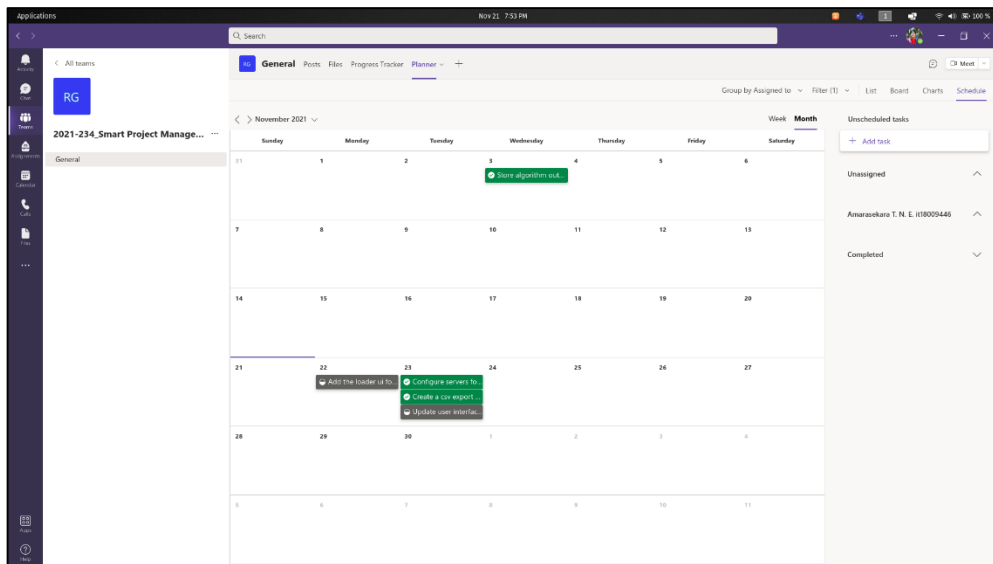 Applications
Nov 21 7:53 PM
1
100 %
Search
Activity
Chat
Teams
Assignments
Calendar
Calls
Files
Apps
Help
All teams
RG
2021-234_Smart Project Manage... ...
General
RG General Posts Files Progress Tracker Planner
Meet
Group by Assigned to Filter (1) List Board Charts Schedule
November 2021
Week Month
Sunday Monday Tuesday Wednesday Thursday Friday Saturday
31 1 2 3 4 5 6
Store algorithm out...
7 8 9 10 11 12 13
14 15 16 17 18 19 20
21 22 23 24 25 26 27
Add the loader ui fo... Configure servers fo...
Create a csv export ...
Update user interfac...
28 29 30 1 2 3 4
5 6 7 8 9 10 11
Unscheduled tasks
+ Add task
Unassigned
Amarasekara T. N. E. it18009446
Completed